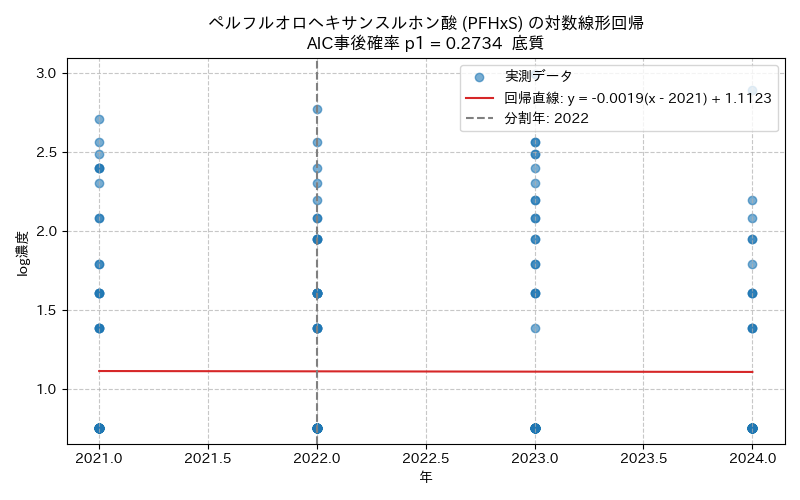 ペルフルオロヘキサンスルホン酸 (PFHxS) の対数線形回帰
AIC事後確率 p1 = 0.2734 底質
実測データ
回帰直線: y = -0.0019(x - 2021) + 1.1123
分割年: 2022
log濃度
3.0
2.5
2.0
1.5
1.0
2021.0 2021.5 2022.0 2022.5 2023.0 2023.5 2024.0
年